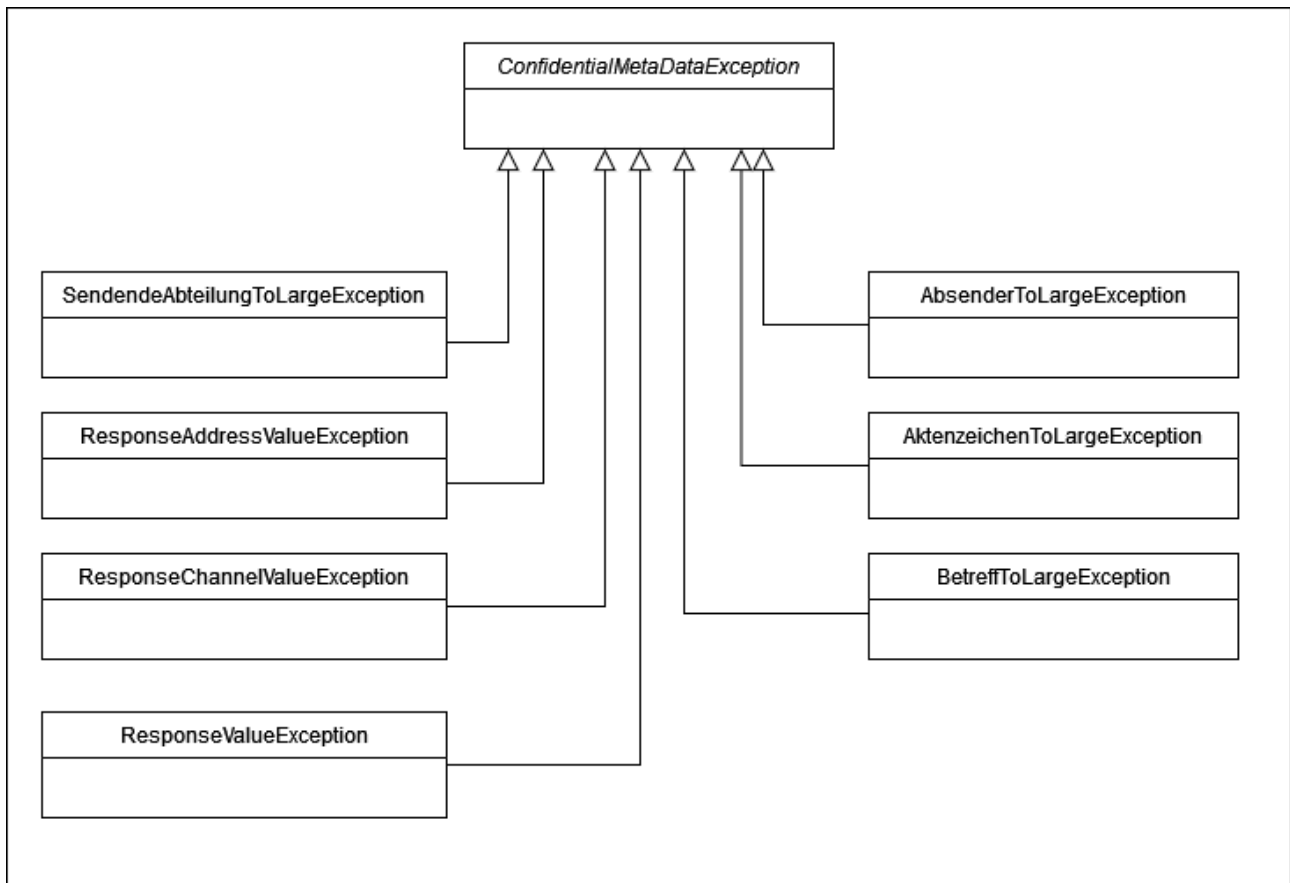 ConfidentialMetaDataException
SendendeAbteilungToLargeException
AbsenderToLargeException
ResponseAddressValueException
AktenzeichenToLargeException
ResponseChannelValueException
BetreffToLargeException
ResponseValueException